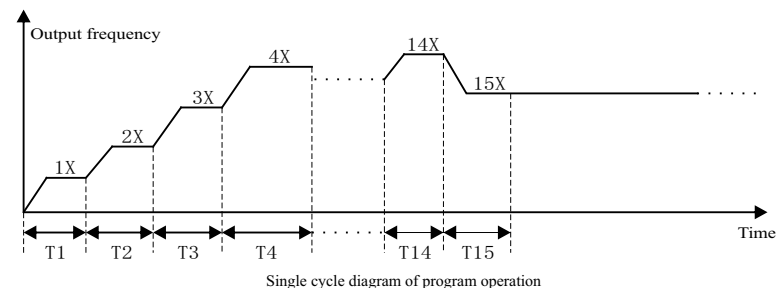 Output frequency
1X
2X
3X
4X
14X
15X
T1
T2
T3
T4
T14
T15
Time
Single cycle diagram of program operation